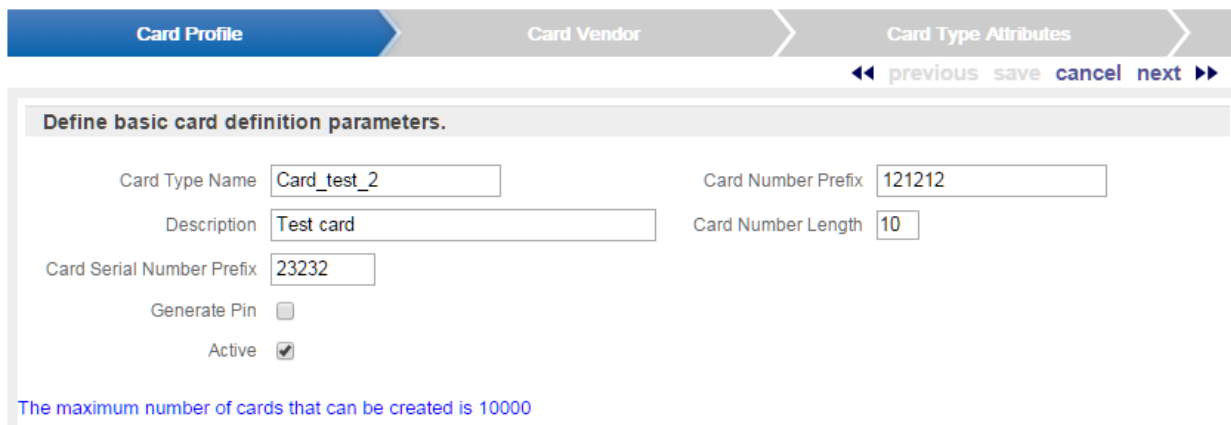 Card Profile Card Vendor Card Type Attributes
previous save cancel next
Define basic card definition parameters.
Card Type Name Card_test_2 Card Number Prefix 121212
Description Test card Card Number Length 10
Card Serial Number Prefix 23232
Generate Pin
Active
The maximum number of cards that can be created is 10000